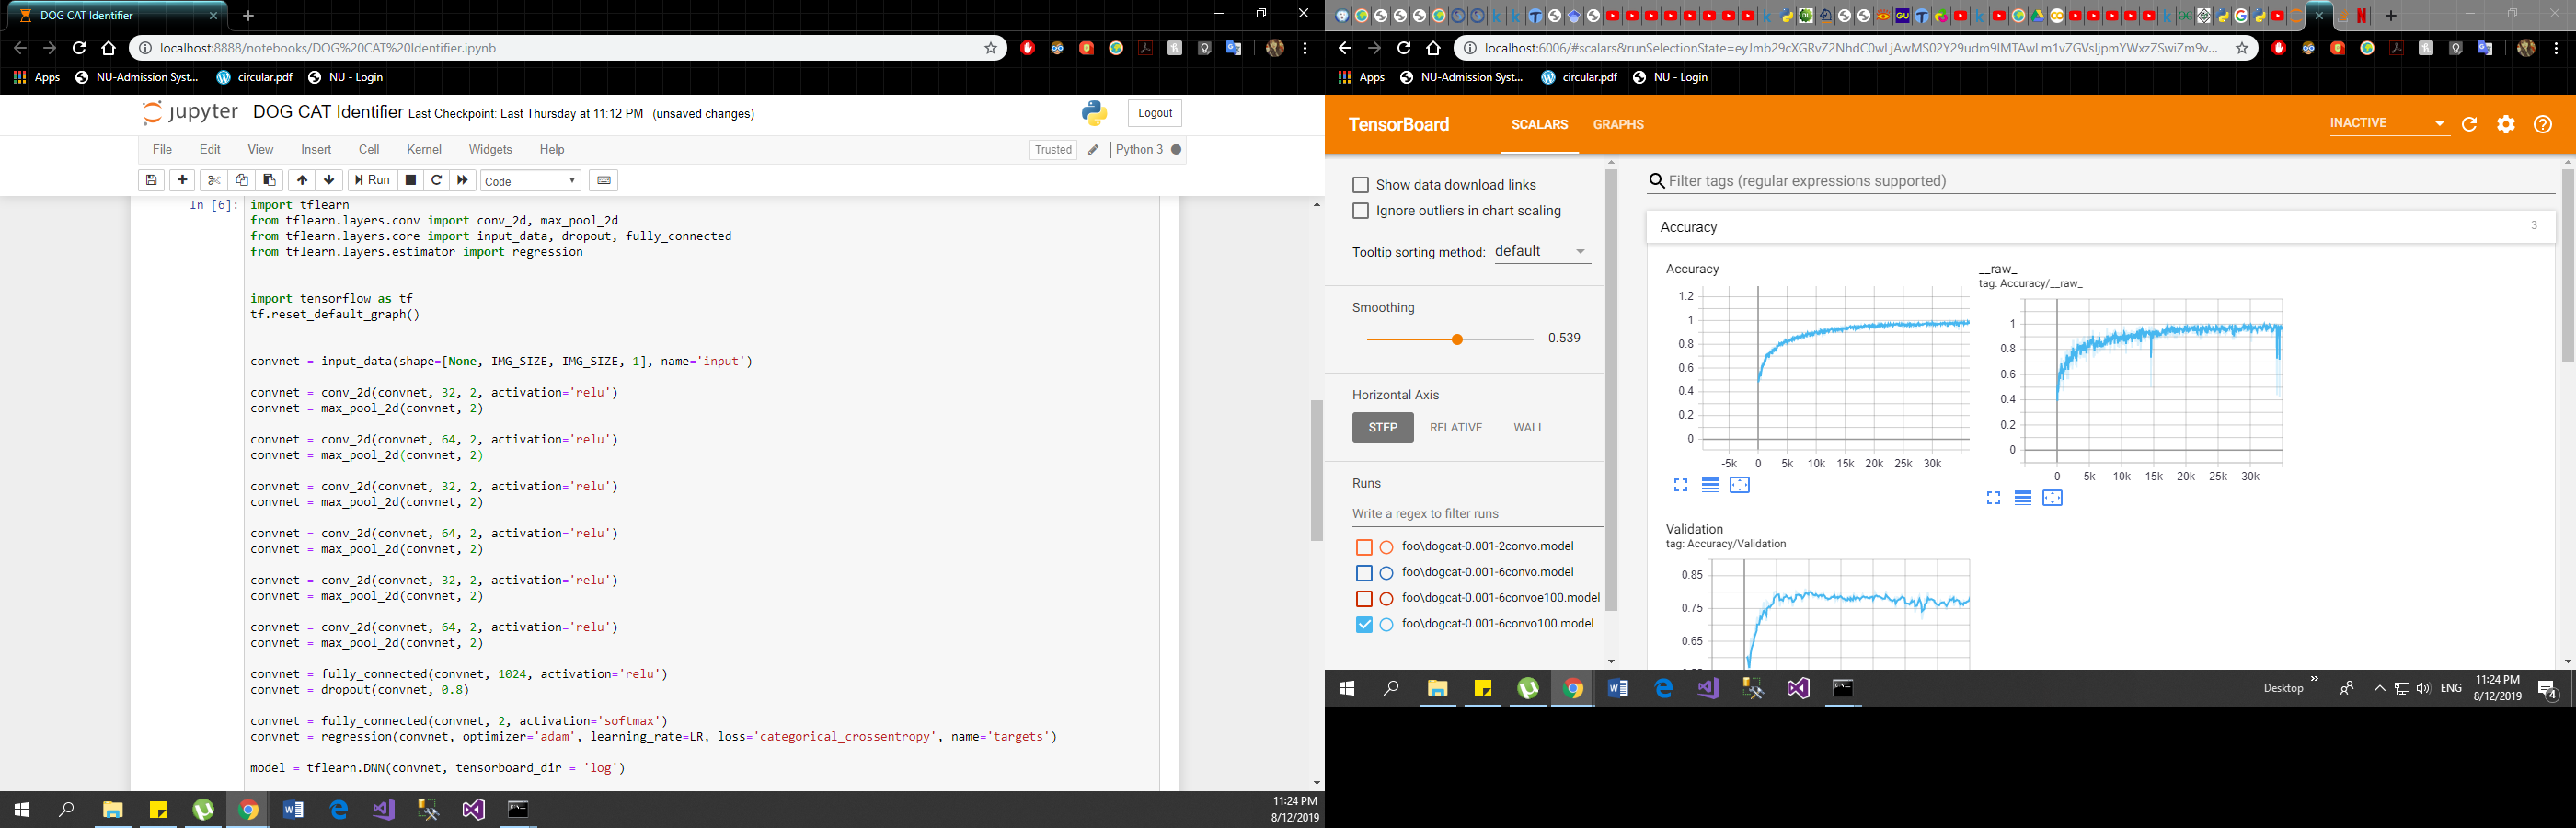 DOG CAT Identifier
localhost:8888/notebooks/DOG%20CAT%20Identifier.ipynb
Apps NU-Admission Syst... circular.pdf NU - Login
jupyter DOG CAT Identifier Last Checkpoint: Last Thursday at 11:12 PM (unsaved changes) Logout
File Edit View Insert Cell Kernel Widgets Help Trusted Python 3
Run Code
In [6]: import tflearn
from tflearn.layers.conv import conv_2d, max_pool_2d
from tflearn.layers.core import input_data, dropout, fully_connected
from tflearn.layers.estimator import regression
import tensorflow as tf
tf.reset_default_graph()
convnet = input_data(shape=[None, IMG_SIZE, IMG_SIZE, 1], name='input')
convnet = conv_2d(convnet, 32, 2, activation='relu')
convnet = max_pool_2d(convnet, 2)
convnet = conv_2d(convnet, 64, 2, activation='relu')
convnet = max_pool_2d(convnet, 2)
convnet = conv_2d(convnet, 32, 2, activation='relu')
convnet = max_pool_2d(convnet, 2)
convnet = conv_2d(convnet, 64, 2, activation='relu')
convnet = max_pool_2d(convnet, 2)
convnet = conv_2d(convnet, 32, 2, activation='relu')
convnet = max_pool_2d(convnet, 2)
convnet = conv_2d(convnet, 64, 2, activation='relu')
convnet = max_pool_2d(convnet, 2)
convnet = fully_connected(convnet, 1024, activation='relu')
convnet = dropout(convnet, 0.8)
convnet = fully_connected(convnet, 2, activation='softmax')
convnet = regression(convnet, optimizer='adam', learning_rate=LR, loss='categorical_crossentropy', name='targets')
model = tflearn.DNN(convnet, tensorboard_dir = 'log')
11:24 PM
8/12/2019
Apps NU-Admission Syst... circular.pdf NU - Login
TensorBoard SCALARS GRAPHS INACTIVE
Show data download links
Ignore outliers in chart scaling
Tooltip sorting method: default
Smoothing
0.539
Horizontal Axis
STEP RELATIVE WALL
Runs
Write a regex to filter runs
foo\dogcat-0.001-2convo.model
foo\dogcat-0.001-6convo.model
foo\dogcat-0.001-6convoe100.model
foo\dogcat-0.001-6convo100.model
Filter tags (regular expressions supported)
Accuracy 3
Accuracy
1.2
1
0.8
0.6
0.4
0.2
0
-5k 0 5k 10k 15k 20k 25k 30k
__raw_
tag: Accuracy/__raw_
1
0.8
0.6
0.4
0.2
0
0 5k 10k 15k 20k 25k 30k
Validation
tag: Accuracy/Validation
0.85
0.75
0.65
Desktop ENG 11:24 PM
8/12/2019 4